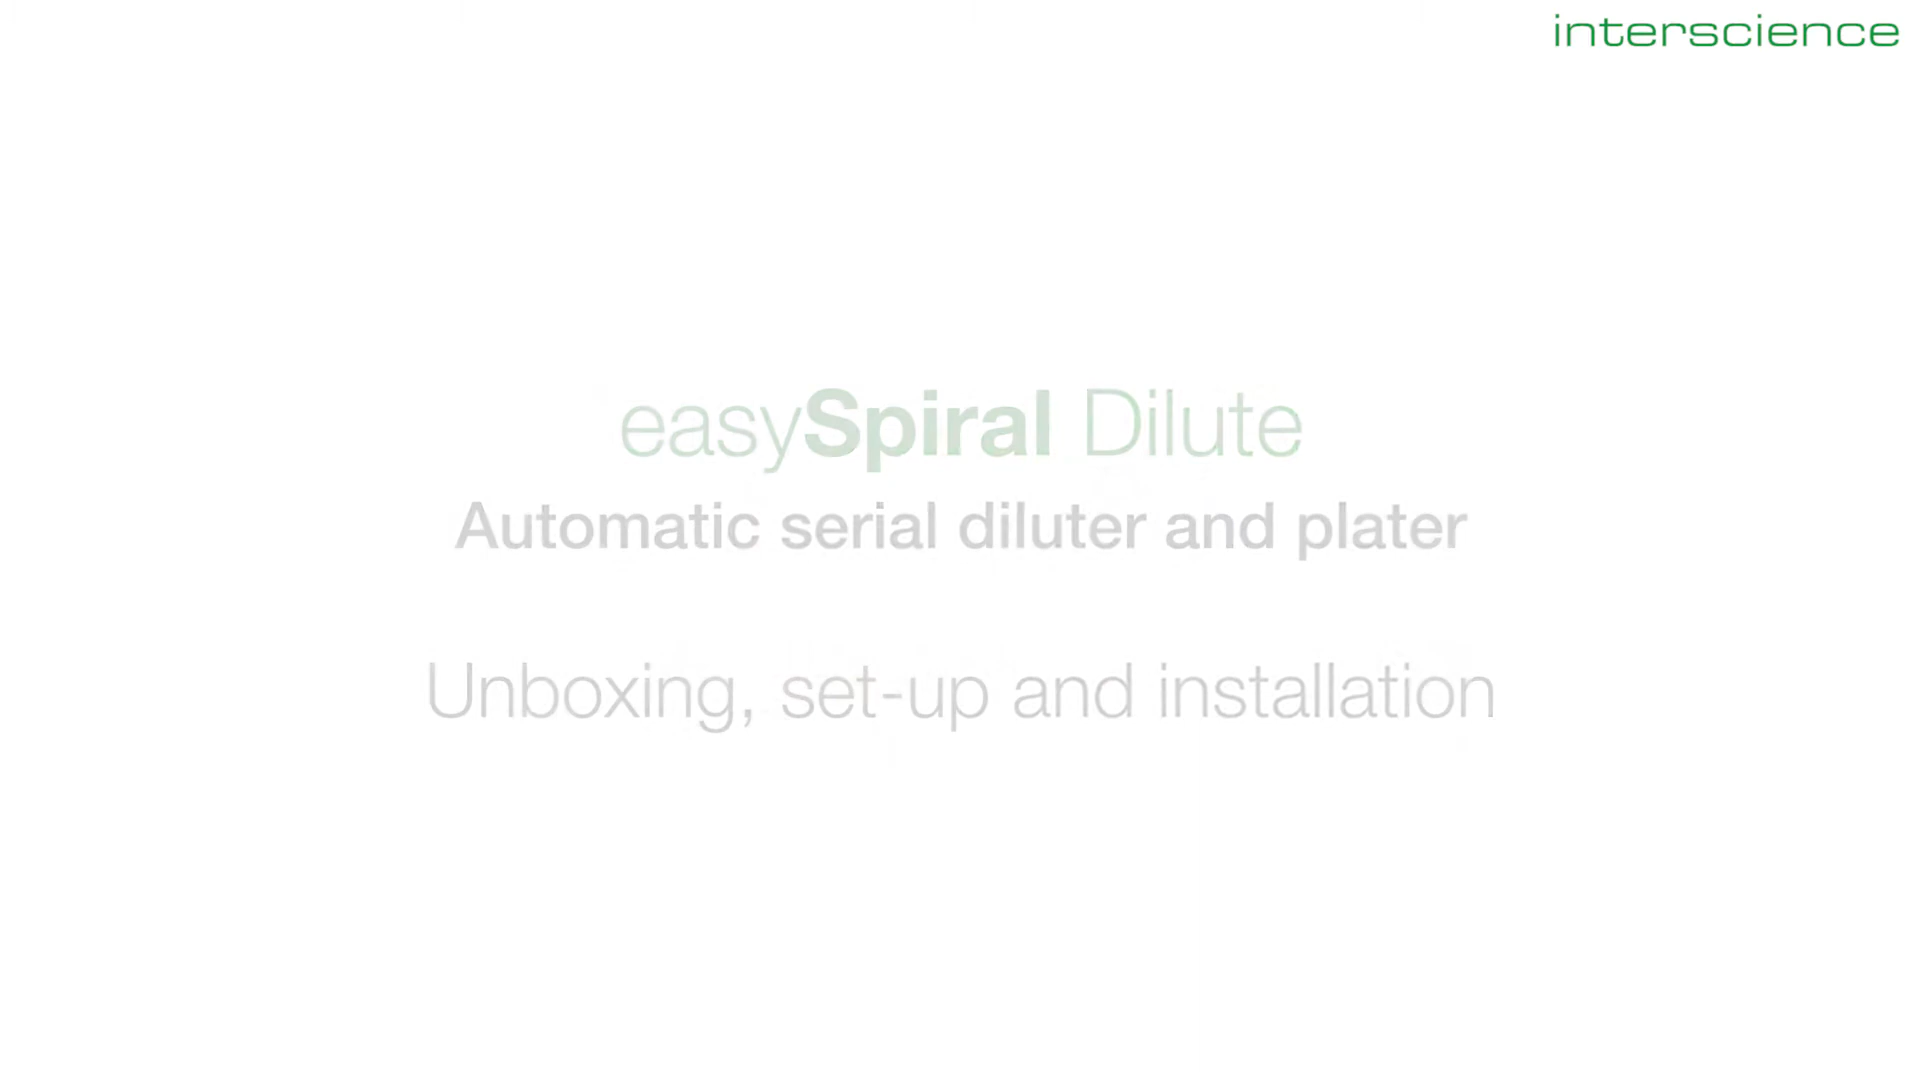 interscience
easySpiral Dilute
Automatic serial diluter and plater
Unboxing, set-up and installation